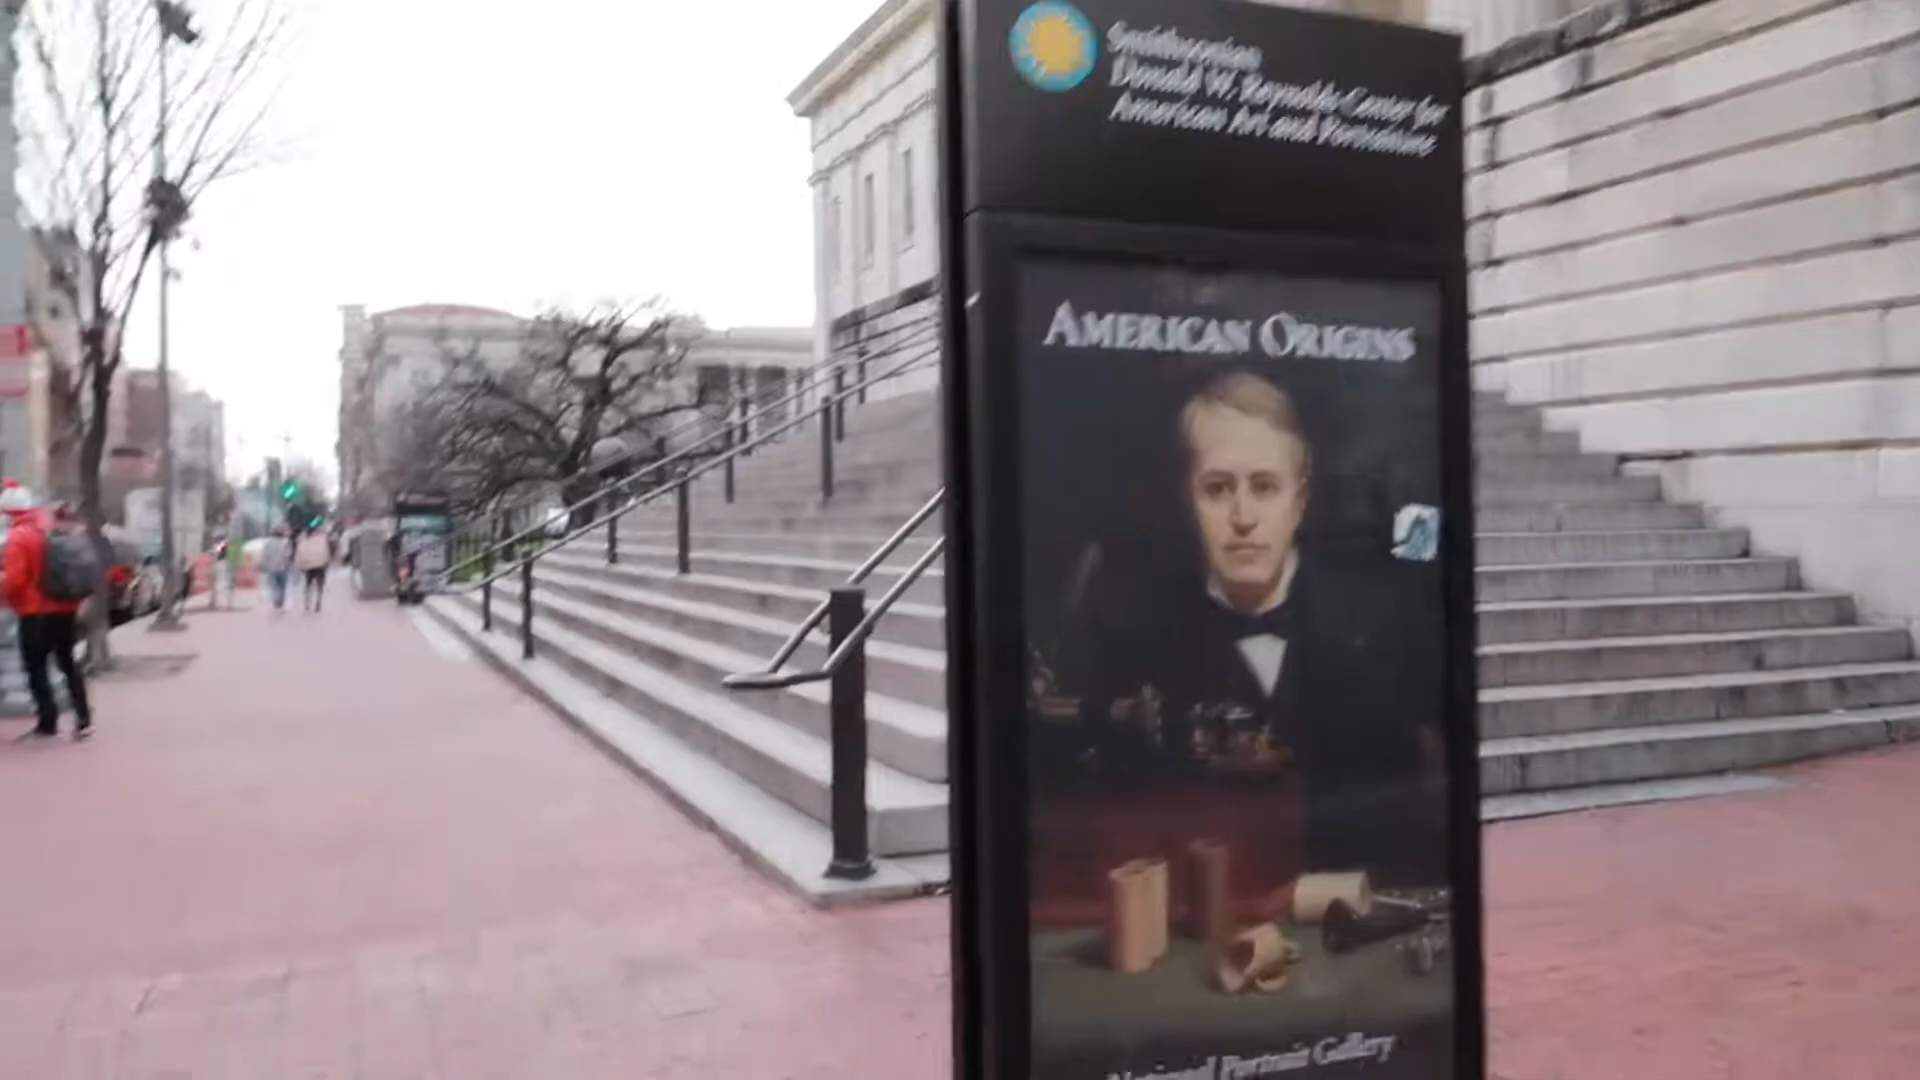 Smithsonian
Donald W. Reynolds Center for
American Art and Portraiture
AMERICAN ORIGINS
National Portrait Gallery